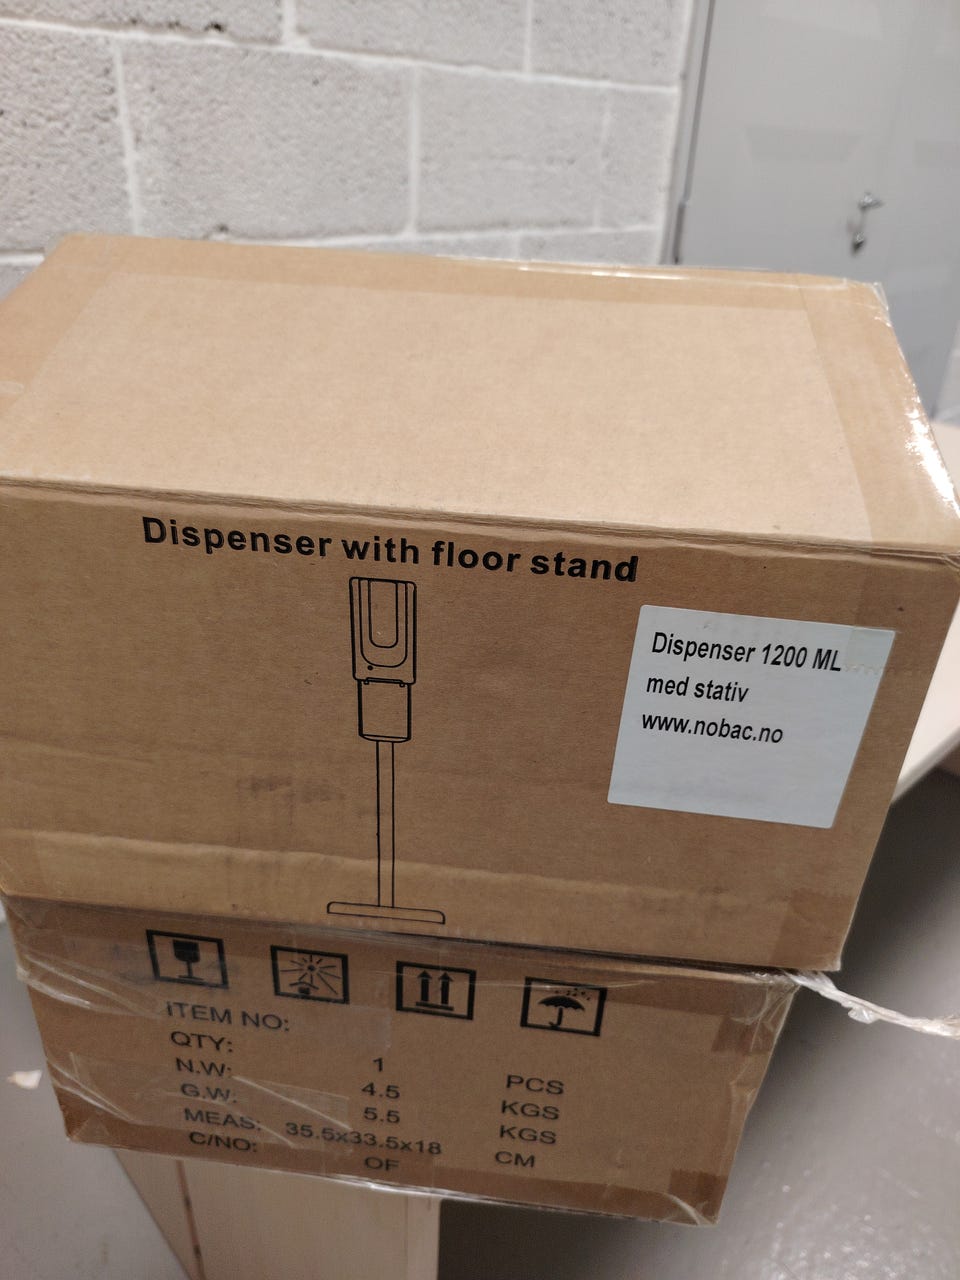 Dispenser with floor stand
Dispenser 1200 ML
med stativ
www.nobac.no
ITEM NO:
QTY: 1 PCS
N.W: 4.5 KGS
G.W: 5.5 KGS
MEAS: 35.5x33.5x18 CM
C/NO: OF